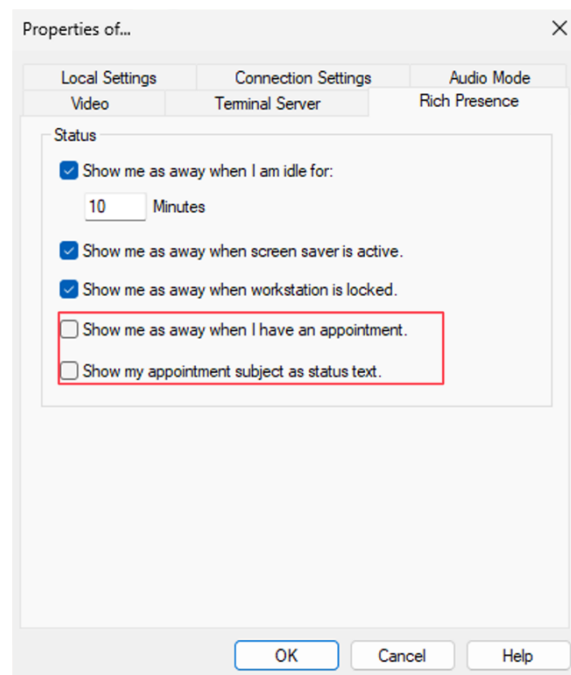 Properties of...
Local Settings Connection Settings Audio Mode
Video Terminal Server Rich Presence
Status
Show me as away when I am idle for:
10 Minutes
Show me as away when screen saver is active.
Show me as away when workstation is locked.
Show me as away when I have an appointment.
Show my appointment subject as status text.
OK Cancel Help